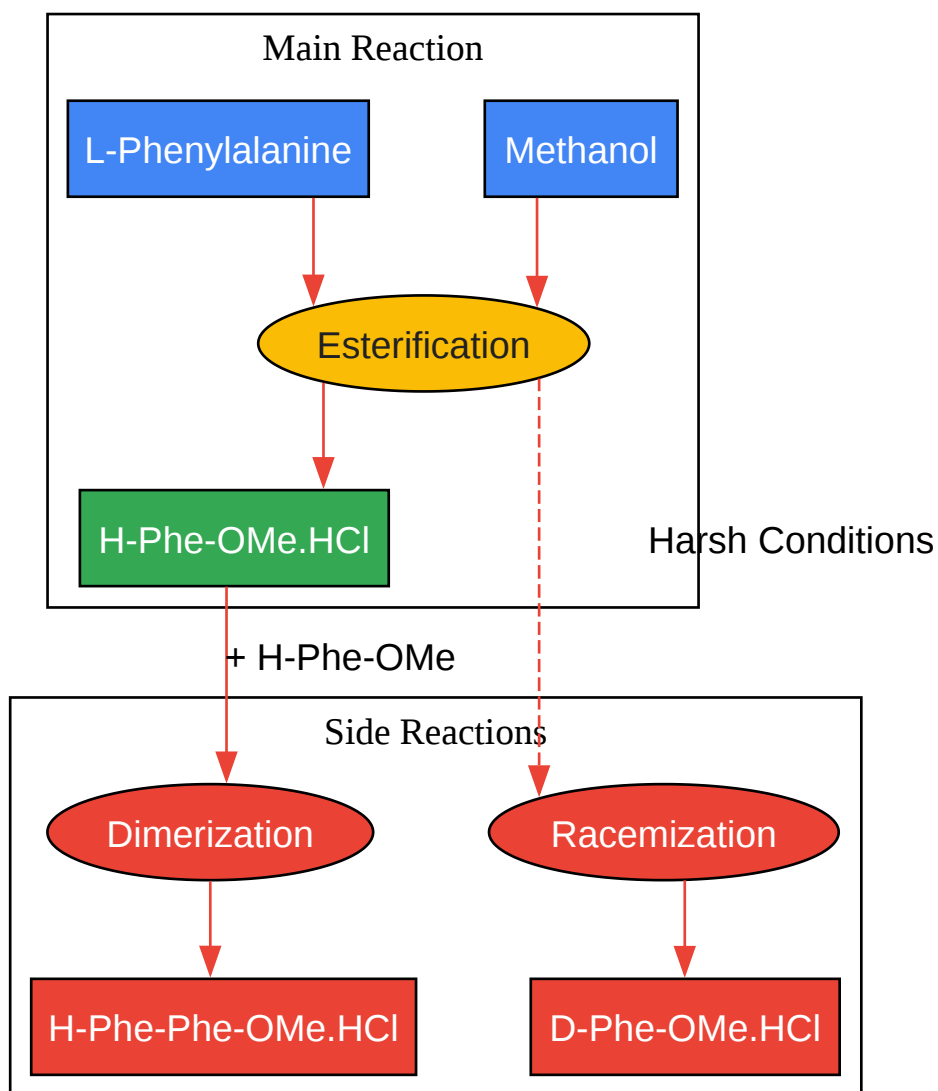 Main Reaction
L-Phenylalanine
Methanol
Esterification
H-Phe-OMe.HCl
Harsh Conditions
+ H-Phe-OMe
Side Reactions
Dimerization
Racemization
H-Phe-Phe-OMe.HCl
D-Phe-OMe.HCl